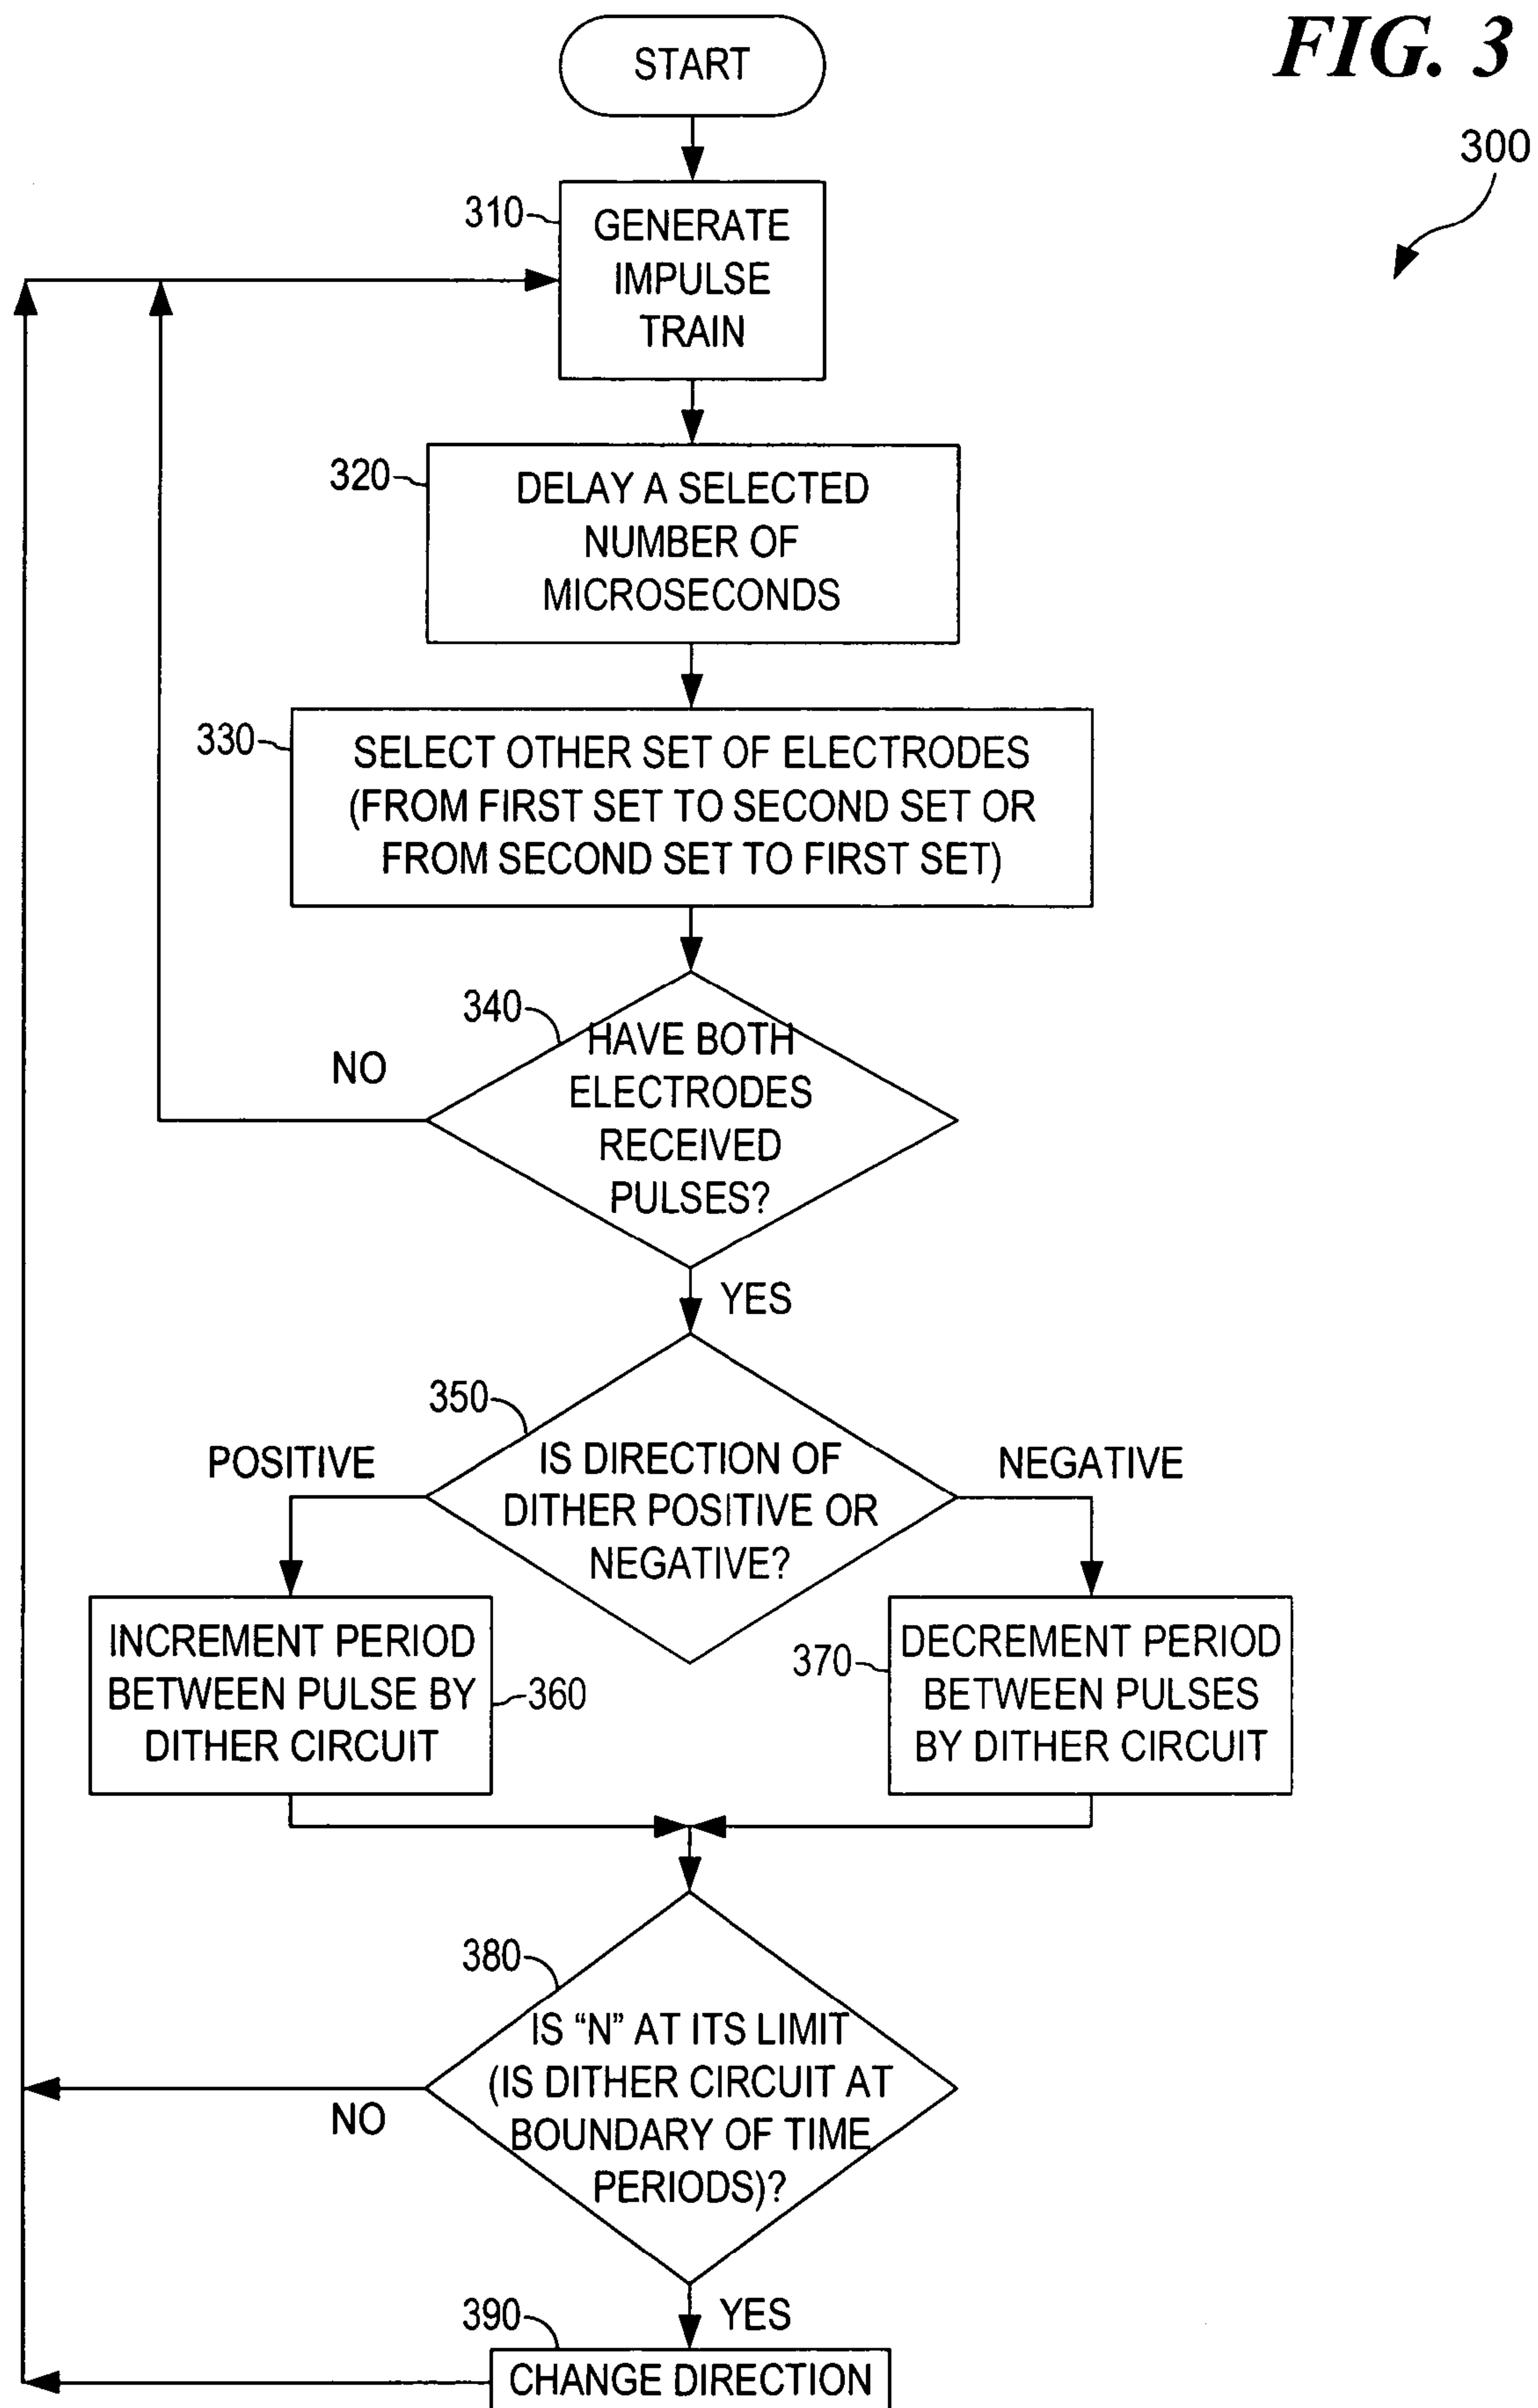 FIG. 3
300
START
310
GENERATE
IMPULSE
TRAIN
320
DELAY A SELECTED
NUMBER OF
MICROSECONDS
330
SELECT OTHER SET OF ELECTRODES
(FROM FIRST SET TO SECOND SET OR
FROM SECOND SET TO FIRST SET)
340
HAVE BOTH
ELECTRODES
RECEIVED
PULSES?
NO
YES
350
IS DIRECTION OF
DITHER POSITIVE OR
NEGATIVE?
POSITIVE
NEGATIVE
INCREMENT PERIOD
BETWEEN PULSE BY
DITHER CIRCUIT
360
370
DECREMENT PERIOD
BETWEEN PULSES
BY DITHER CIRCUIT
380
IS “N” AT ITS LIMIT
(IS DITHER CIRCUIT AT
BOUNDARY OF TIME
PERIODS)?
NO
YES
390
CHANGE DIRECTION